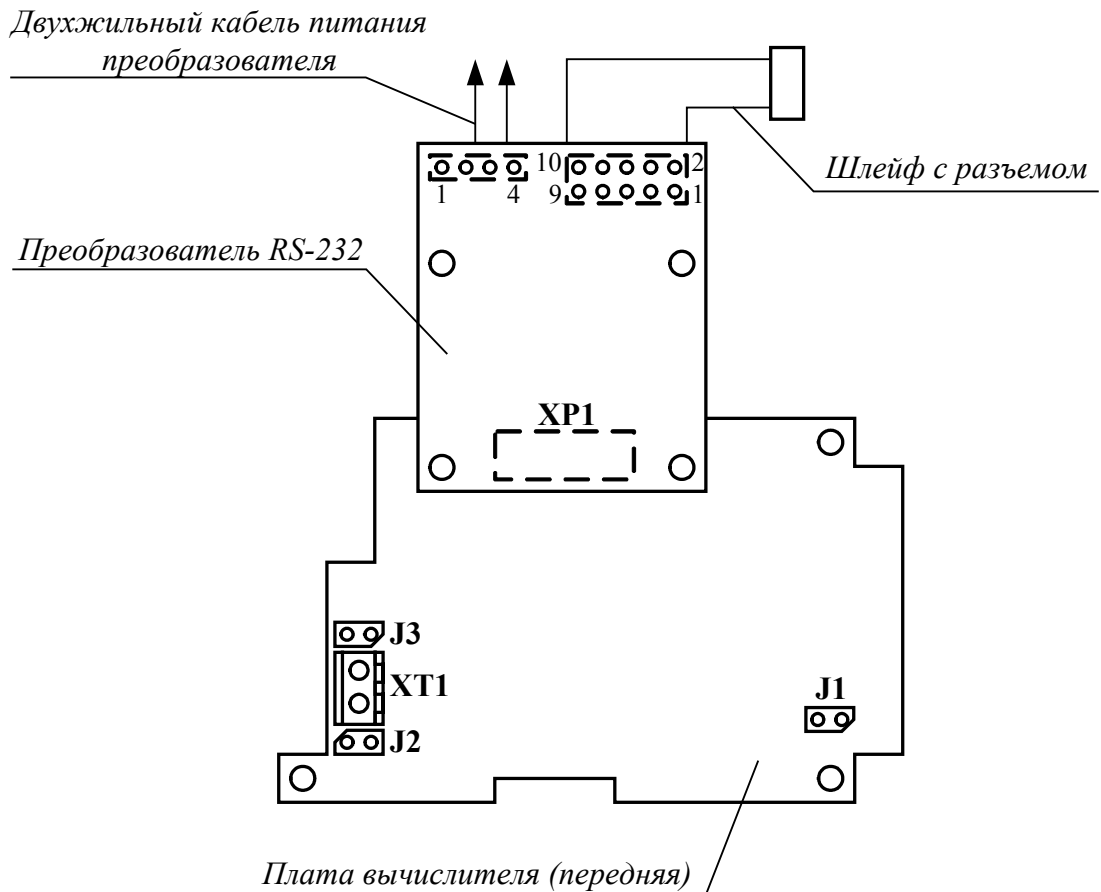 Двухжильный кабель питания
преобразователя
10 2
Шлейф с разъемом
1 4 9 1
Преобразователь RS-232
XP1
J3
XT1
J1
J2
Плата вычислителя (передняя)